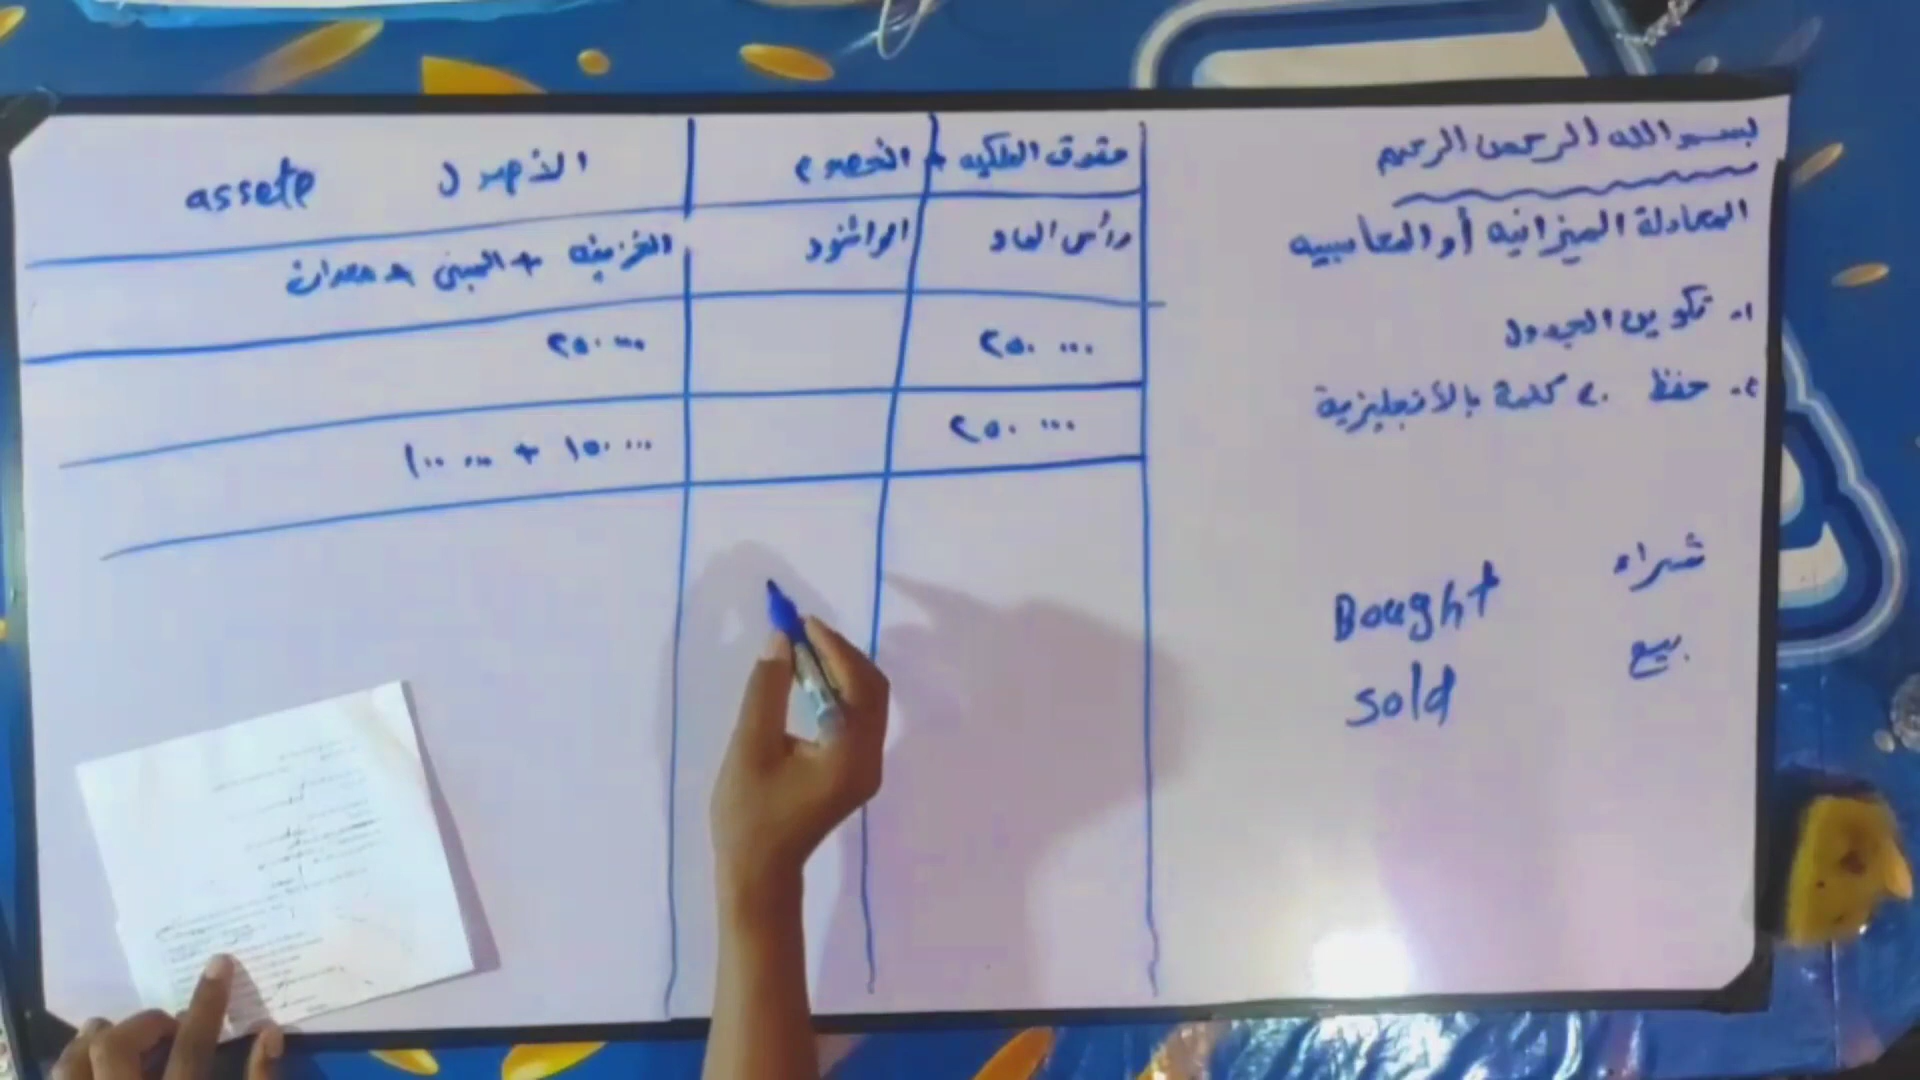 بسم الله الرحمن الرحيم
المعادلة الميزانيه أو المحاسبيه
١- تكوين الجدول
٢- حفظ ٢٠ كلمة بالأنجليزية
شراء Bought
بيع sold
حقوق الملكيه + الخصوم الأصول assets
رأس المال الدائنون الخزينه + المبنى + معدات
٢٥٠٠٠٠ ٢٥٠٠٠٠
٢٥٠٠٠٠ ١٥٠٠٠٠ + ١٠٠٠٠٠